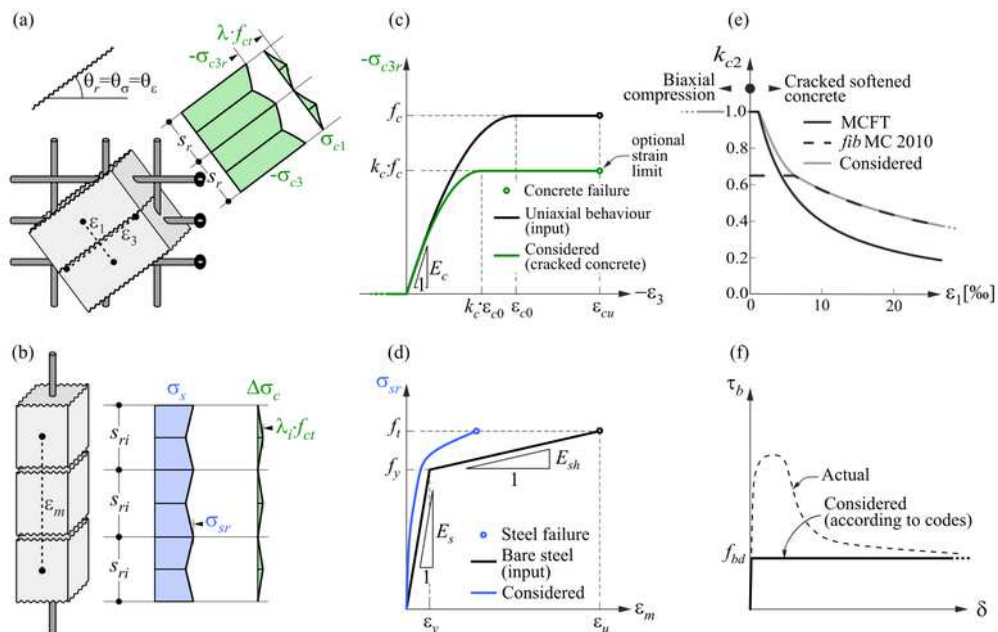 (a)
θr=θσ=θε
λ·fct
-σc3r
σc1
-σc3
sr
sr
ε1
ε3
(b)
σs
Δσc
λi·fct
sri
sri
sri
εm
σsr
(c)
-σc3r
fc
kc·fc
optional
strain
limit
Concrete failure
Uniaxial behaviour
(input)
Considered
(cracked concrete)
Ec
1
-ε3
kc·εc0
εc0
εcu
(d)
σsr
ft
fy
Esh
1
Es
1
Steel failure
Bare steel
(input)
Considered
εy
εu
εm
(e)
kc2
Biaxial
compression
Cracked softened
concrete
MCFT
fib MC 2010
Considered
1.0
0.8
0.6
0.4
0.2
0.0
0
10
20
ε1[‰]
(f)
τb
Actual
Considered
(according to codes)
fbd
δ